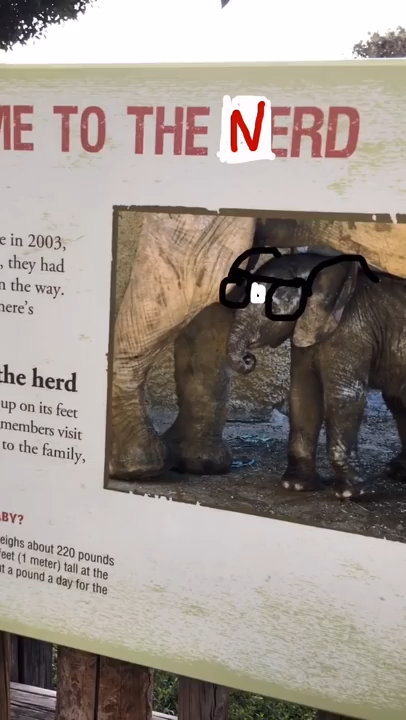 ME TO THE NERD
e in 2003,
, they had
n the way.
here's
the herd
up on its feet
members visit
to the family,
ABY?
eighs about 220 pounds
feet (1 meter) tall at the
t a pound a day for the